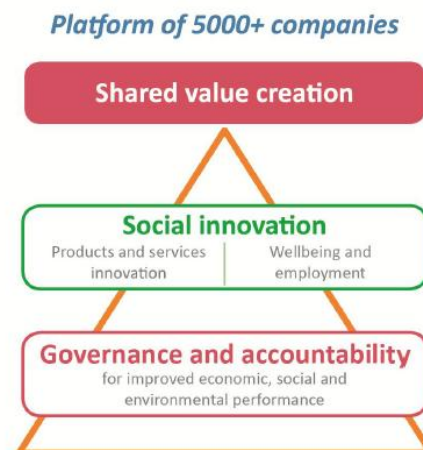 Platform of 5000+ companies
Shared value creation
Social innovation
Products and services
innovation
Wellbeing and
employment
Governance and accountability
for improved economic, social and
environmental performance